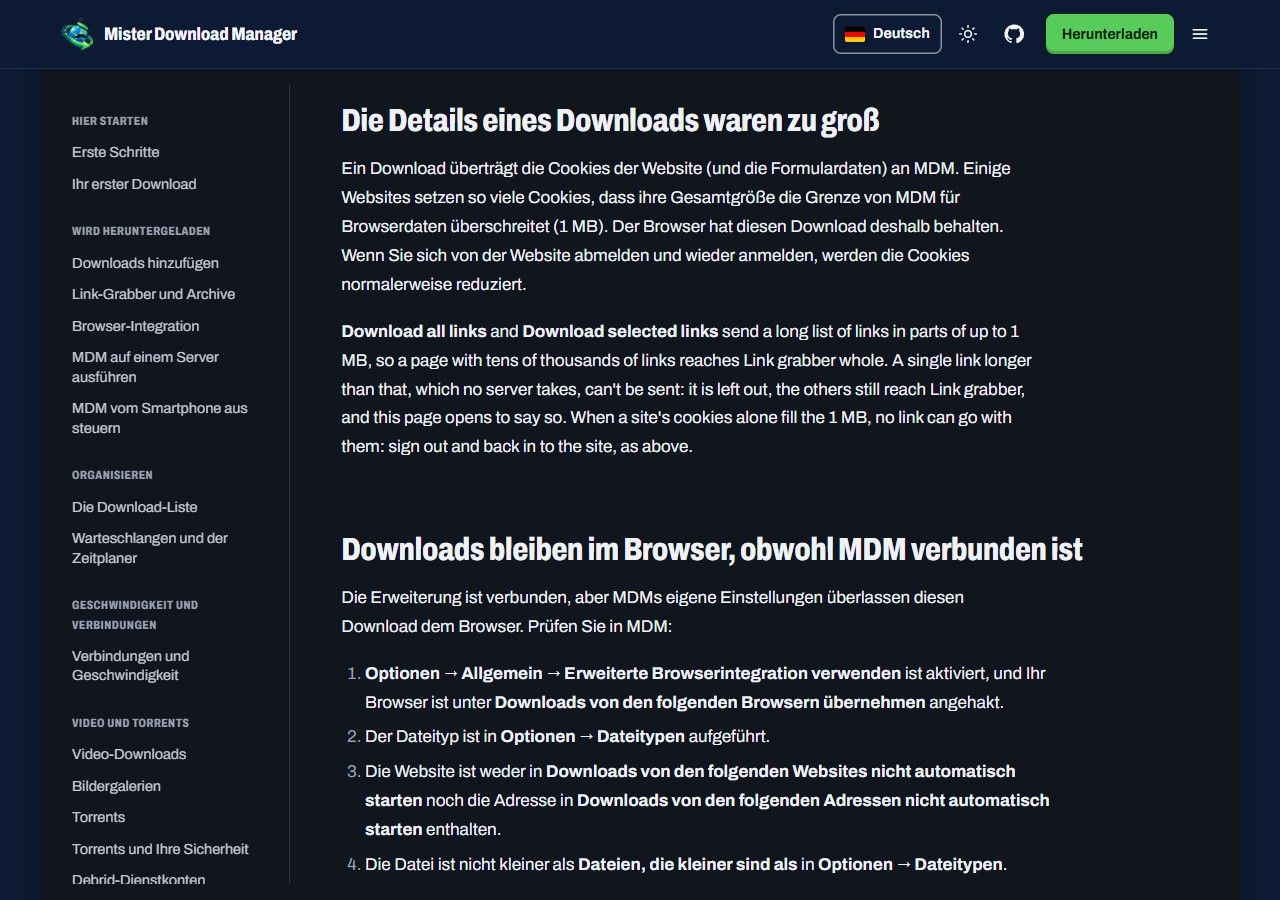 Mister Download Manager
Deutsch
Herunterladen
HIER STARTEN
Erste Schritte
Ihr erster Download
WIRD HERUNTERGELADEN
Downloads hinzufügen
Link-Grabber und Archive
Browser-Integration
MDM auf einem Server
ausführen
MDM vom Smartphone aus
steuern
ORGANISIEREN
Die Download-Liste
Warteschlangen und der
Zeitplaner
GESCHWINDIGKEIT UND
VERBINDUNGEN
Verbindungen und
Geschwindigkeit
VIDEO UND TORRENTS
Video-Downloads
Bildergalerien
Torrents
Torrents und Ihre Sicherheit
Debrid-Dienstkonten
Die Details eines Downloads waren zu groß
Ein Download überträgt die Cookies der Website (und die Formulardaten) an MDM. Einige
Websites setzen so viele Cookies, dass ihre Gesamtgröße die Grenze von MDM für
Browserdaten überschreitet (1 MB). Der Browser hat diesen Download deshalb behalten.
Wenn Sie sich von der Website abmelden und wieder anmelden, werden die Cookies
normalerweise reduziert.
Download all links and Download selected links send a long list of links in parts of up to 1
MB, so a page with tens of thousands of links reaches Link grabber whole. A single link longer
than that, which no server takes, can't be sent: it is left out, the others still reach Link grabber,
and this page opens to say so. When a site's cookies alone fill the 1 MB, no link can go with
them: sign out and back in to the site, as above.
Downloads bleiben im Browser, obwohl MDM verbunden ist
Die Erweiterung ist verbunden, aber MDMs eigene Einstellungen überlassen diesen
Download dem Browser. Prüfen Sie in MDM:
1. Optionen → Allgemein → Erweiterte Browserintegration verwenden ist aktiviert, und Ihr
Browser ist unter Downloads von den folgenden Browsern übernehmen angehakt.
2. Der Dateityp ist in Optionen → Dateitypen aufgeführt.
3. Die Website ist weder in Downloads von den folgenden Websites nicht automatisch
starten noch die Adresse in Downloads von den folgenden Adressen nicht automatisch
starten enthalten.
4. Die Datei ist nicht kleiner als Dateien, die kleiner sind als in Optionen → Dateitypen.